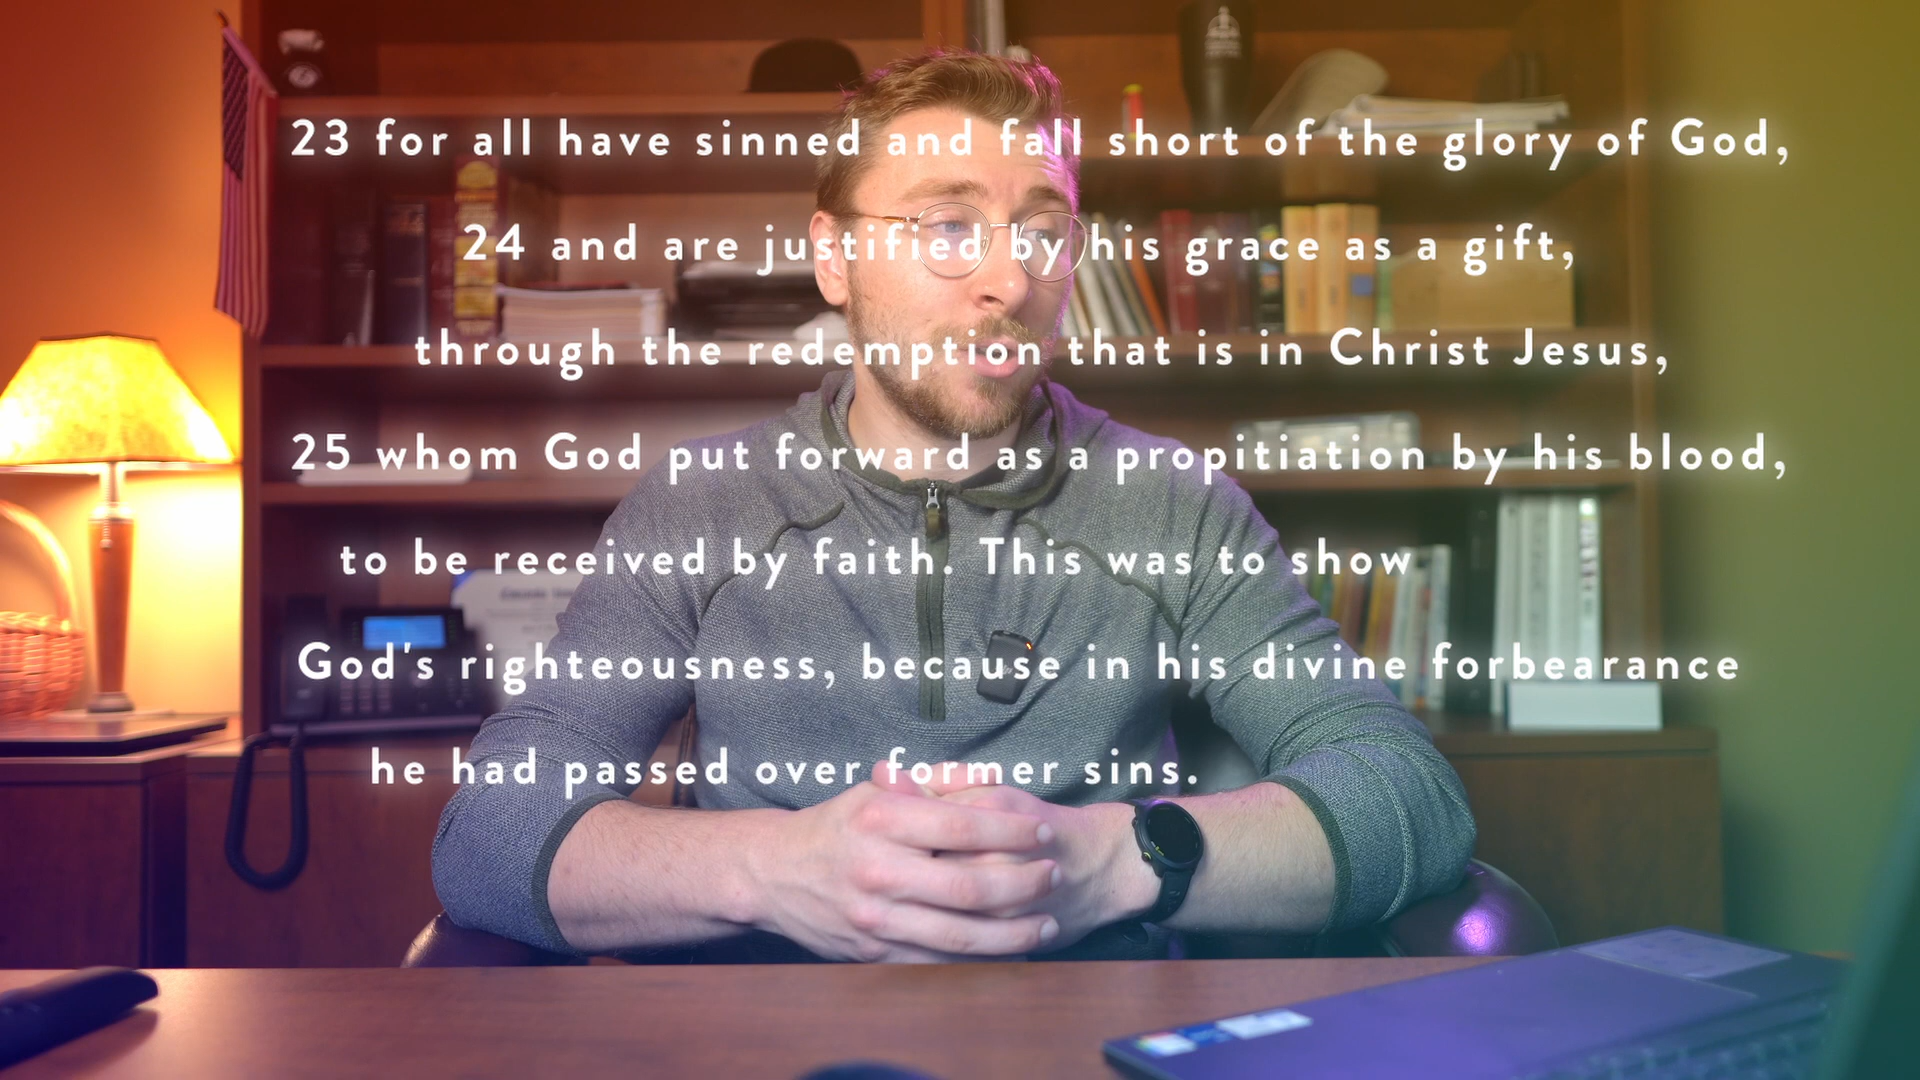 23 for all have sinned and fall short of the glory of God,
24 and are justified by his grace as a gift,
through the redemption that is in Christ Jesus,
25 whom God put forward as a propitiation by his blood,
to be received by faith. This was to show
God's righteousness, because in his divine forbearance
he had passed over former sins.